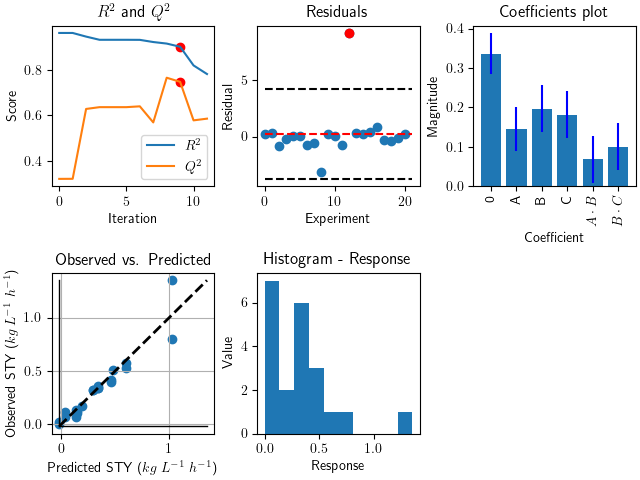 R² and Q²
Score
0.8
0.6
0.4
0
5
10
Iteration
R²
Q²
Residuals
Residual
5
0
0
10
20
Experiment
Coefficients plot
Magnitude
0.4
0.3
0.2
0.1
0.0
0
A
B
C
A · B
B · C
Coefficient
Observed vs. Predicted
Observed STY (kg L⁻¹ h⁻¹)
1.0
0.5
0.0
0
1
Predicted STY (kg L⁻¹ h⁻¹)
Histogram - Response
Value
6
4
2
0
0.0
0.5
1.0
Response